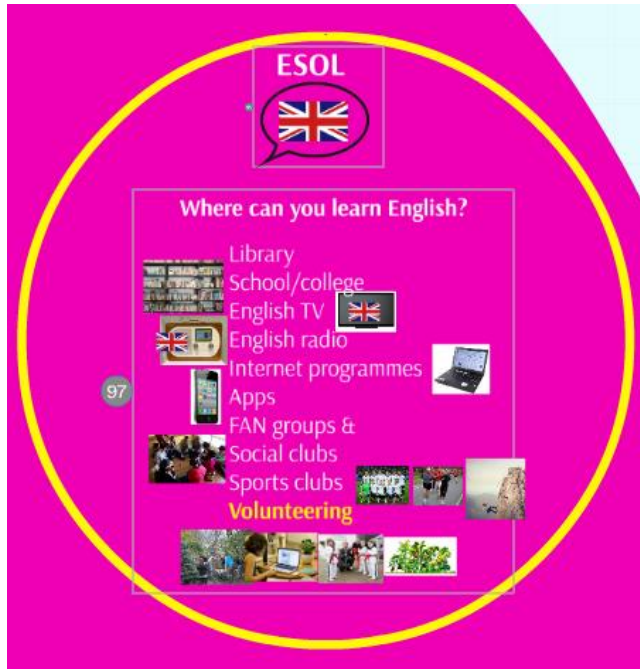 ESOL
Where can you learn English?
Library
School/college
English TV
English radio
Internet programmes
97
Apps
FAN groups &
Social clubs
Sports clubs
Volunteering